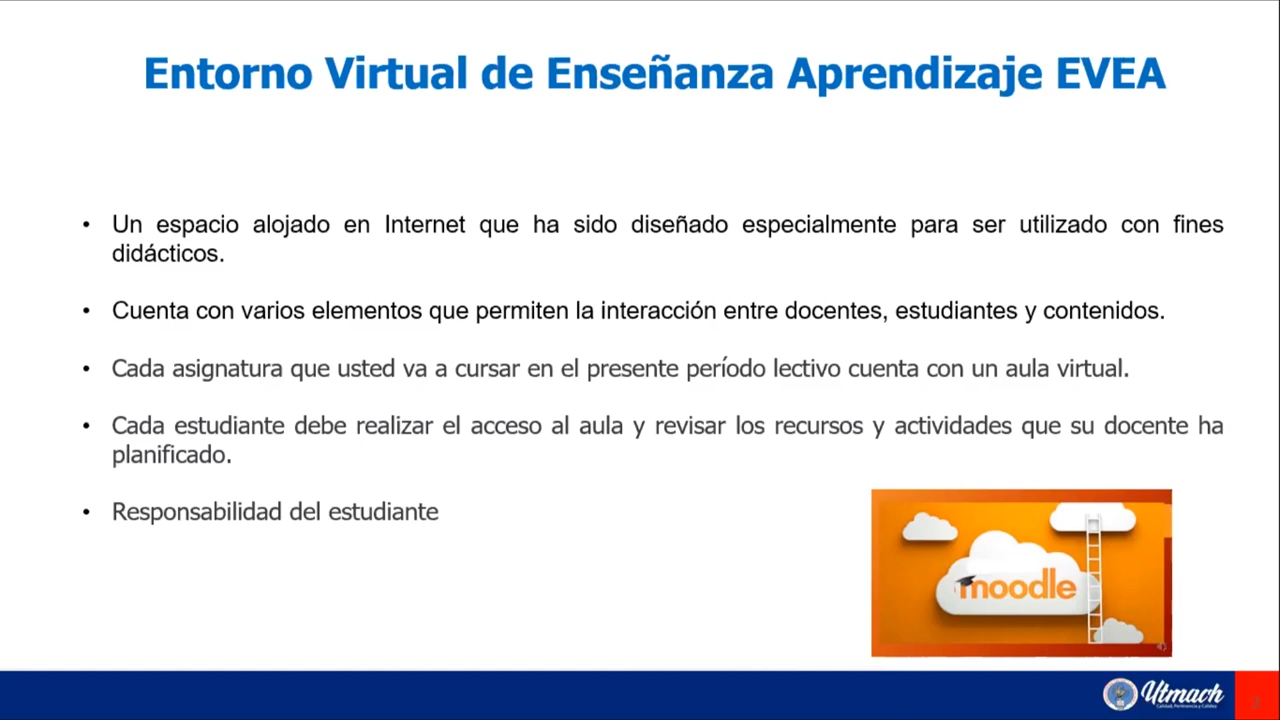 Entorno Virtual de Enseñanza Aprendizaje EVEA
• Un espacio alojado en Internet que ha sido diseñado especialmente para ser utilizado con fines
didácticos.
• Cuenta con varios elementos que permiten la interacción entre docentes, estudiantes y contenidos.
• Cada asignatura que usted va a cursar en el presente período lectivo cuenta con un aula virtual.
• Cada estudiante debe realizar el acceso al aula y revisar los recursos y actividades que su docente ha
planificado.
• Responsabilidad del estudiante
moodle
Utmach
Calidad, Pertinencia y Calidez